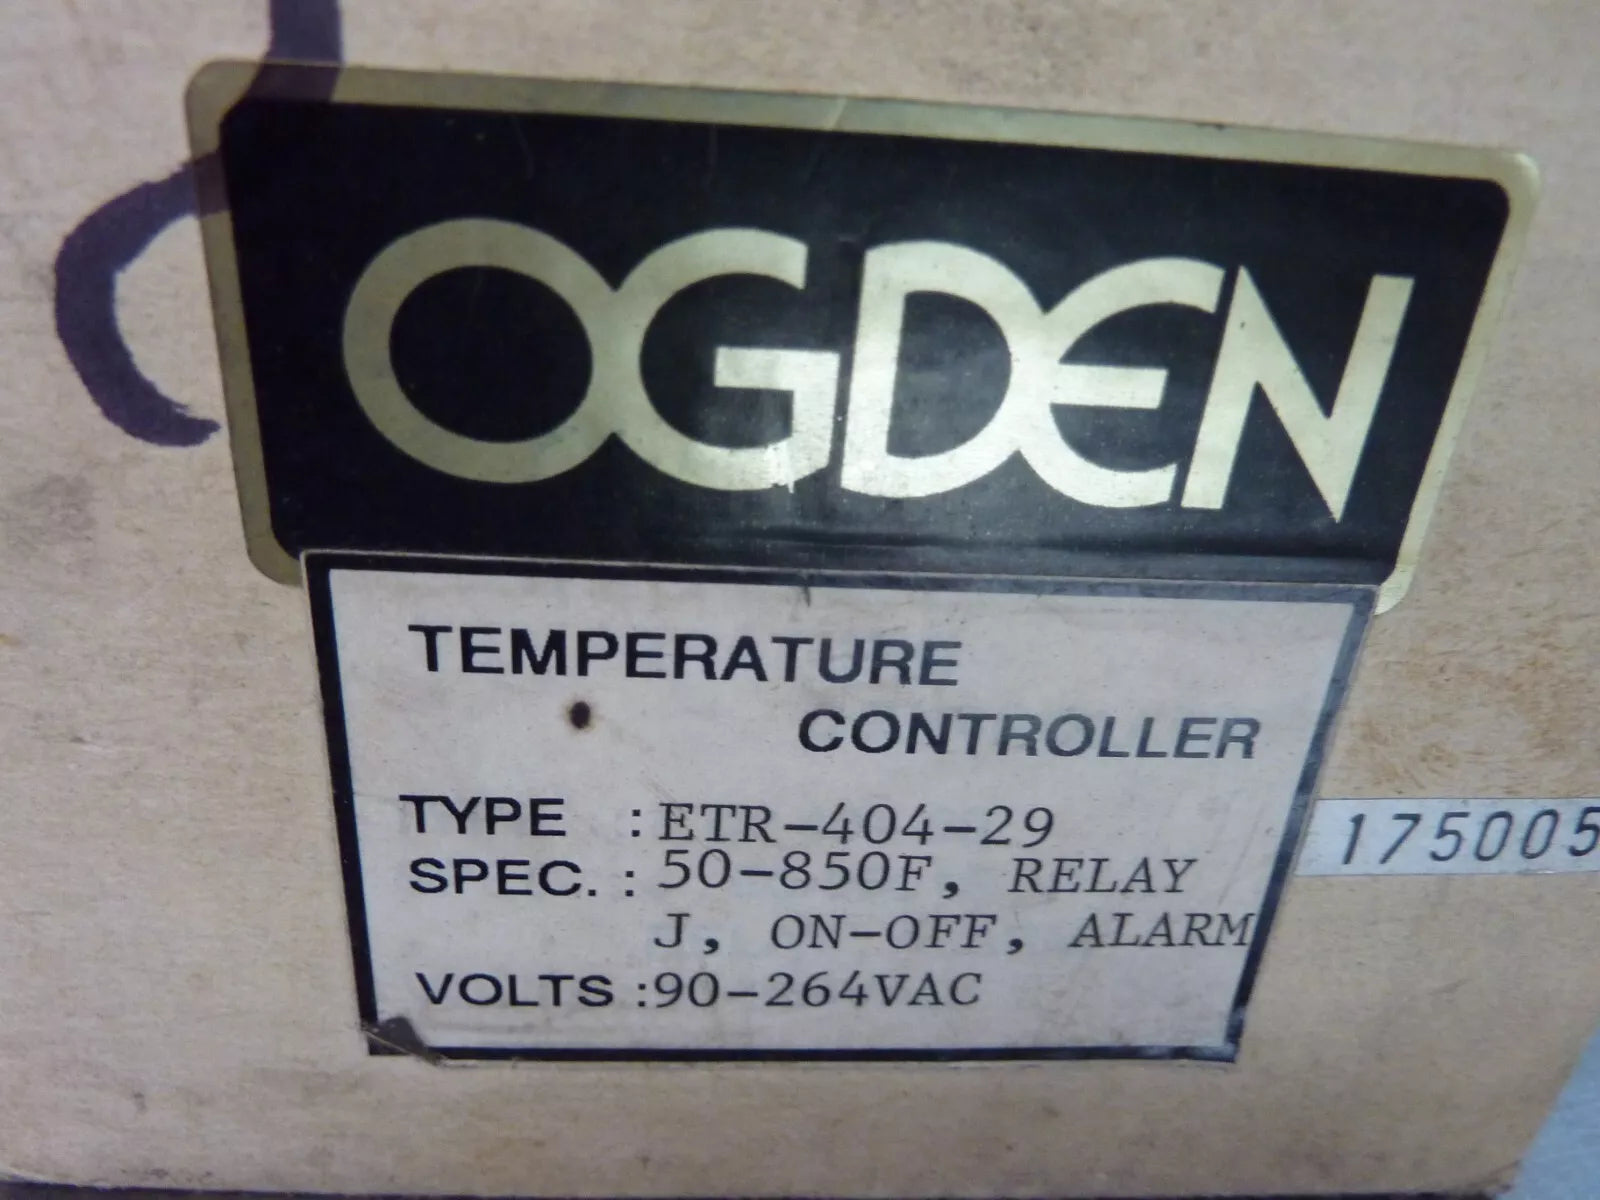 OGDEN
TEMPERATURE
CONTROLLER
TYPE :ETR-404-29
SPEC. : 50-850F, RELAY
J, ON-OFF, ALARM
VOLTS :90-264VAC
175005